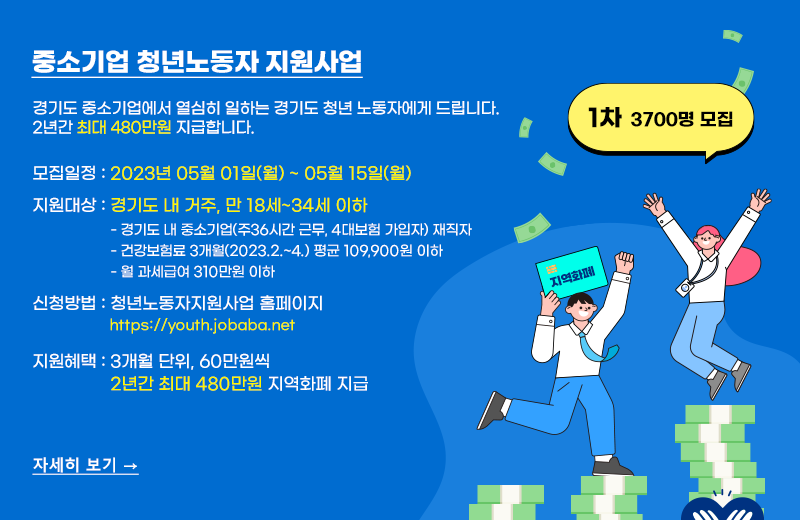 중소기업 청년노동자 지원사업
경기도 중소기업에서 열심히 일하는 경기도 청년 노동자에게 드립니다.
2년간 최대 480만원 지급합니다.
1차 3700명 모집
모집일정 : 2023년 05월 01일(월) ~ 05월 15일(월)
지원대상 : 경기도 내 거주, 만 18세~34세 이하
- 경기도 내 중소기업(주36시간 근무, 4대보험 가입자) 재직자
- 건강보험료 3개월(2023.2.~4.) 평균 109,900원 이하
- 월 과세급여 310만원 이하
지역화폐
신청방법 : 청년노동자지원사업 홈페이지
https://youth.jobaba.net
지원혜택 : 3개월 단위, 60만원씩
2년간 최대 480만원 지역화폐 지급
자세히 보기 →